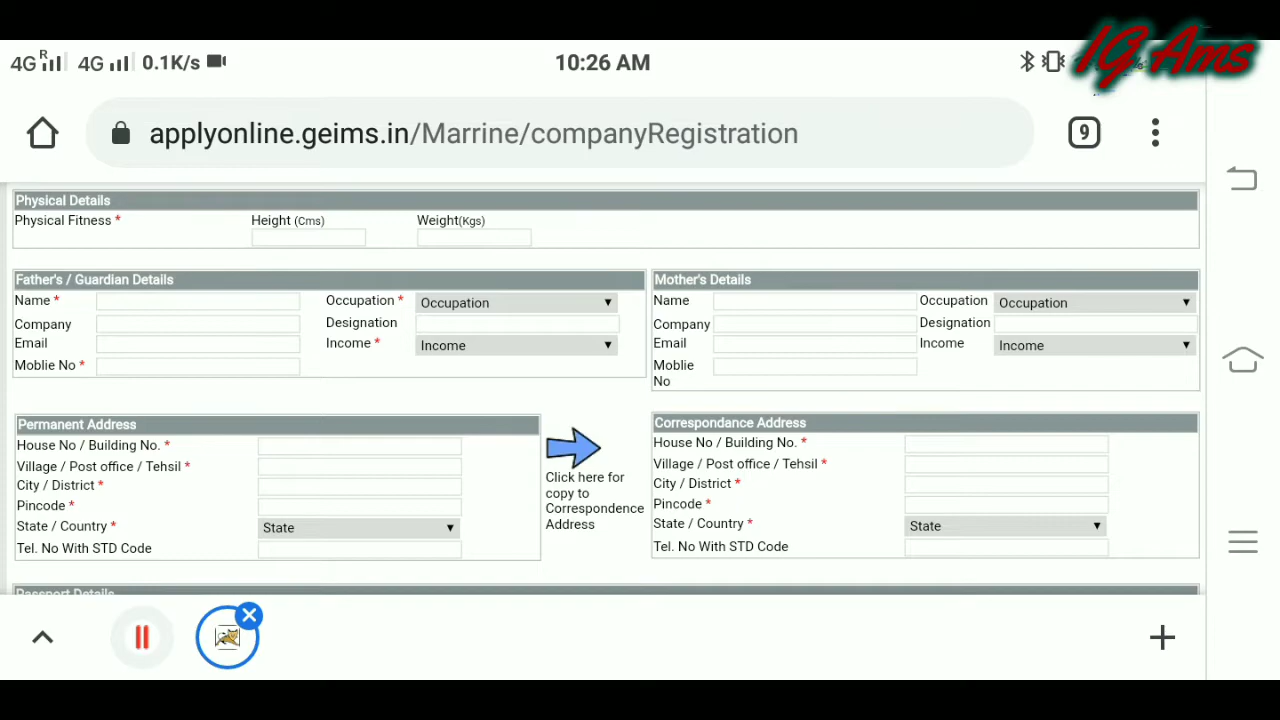 4G R 4G 0.1K/s 10:26 AM
IG Ams
applyonline.geims.in/Marrine/companyRegistration 9
Physical Details
Physical Fitness * Height (Cms) Weight(Kgs)
Father's / Guardian Details
Name * Occupation * Occupation
Company Designation
Email Income * Income
Moblie No *
Mother's Details
Name Occupation Occupation
Company Designation
Email Income Income
Moblie
No
Permanent Address
House No / Building No. *
Village / Post office / Tehsil *
City / District *
Pincode *
State / Country * State
Tel. No With STD Code
Click here for
copy to
Correspondence
Address
Correspondance Address
House No / Building No. *
Village / Post office / Tehsil *
City / District *
Pincode *
State / Country * State
Tel. No With STD Code
Passport Details